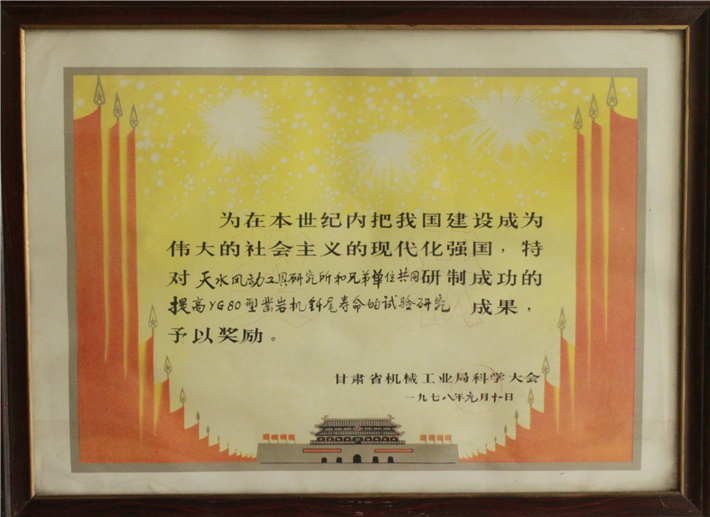 为在本世纪内把我国建设成为
伟大的社会主义的现代化强国，特
对天水风动工具研究所和兄弟单位共同研制成功的
提高YG80型凿岩机钎尾寿命的试验研究 成果，
予以奖励。
甘肃省机械工业局科学大会
一九七八年元月十日